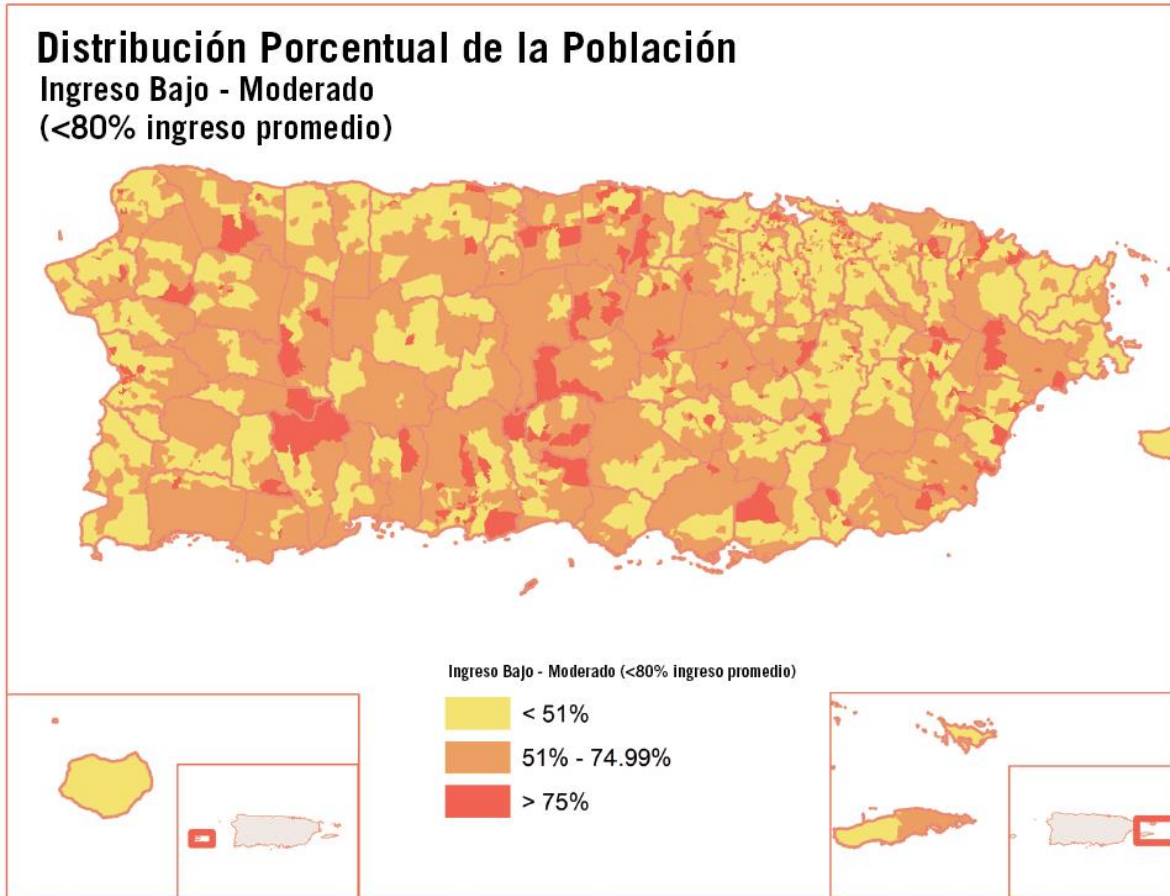 Distribución Porcentual de la Población
Ingreso Bajo - Moderado
(<80% ingreso promedio)
Ingreso Bajo - Moderado (<80% ingreso promedio)
< 51%
51% - 74.99%
> 75%